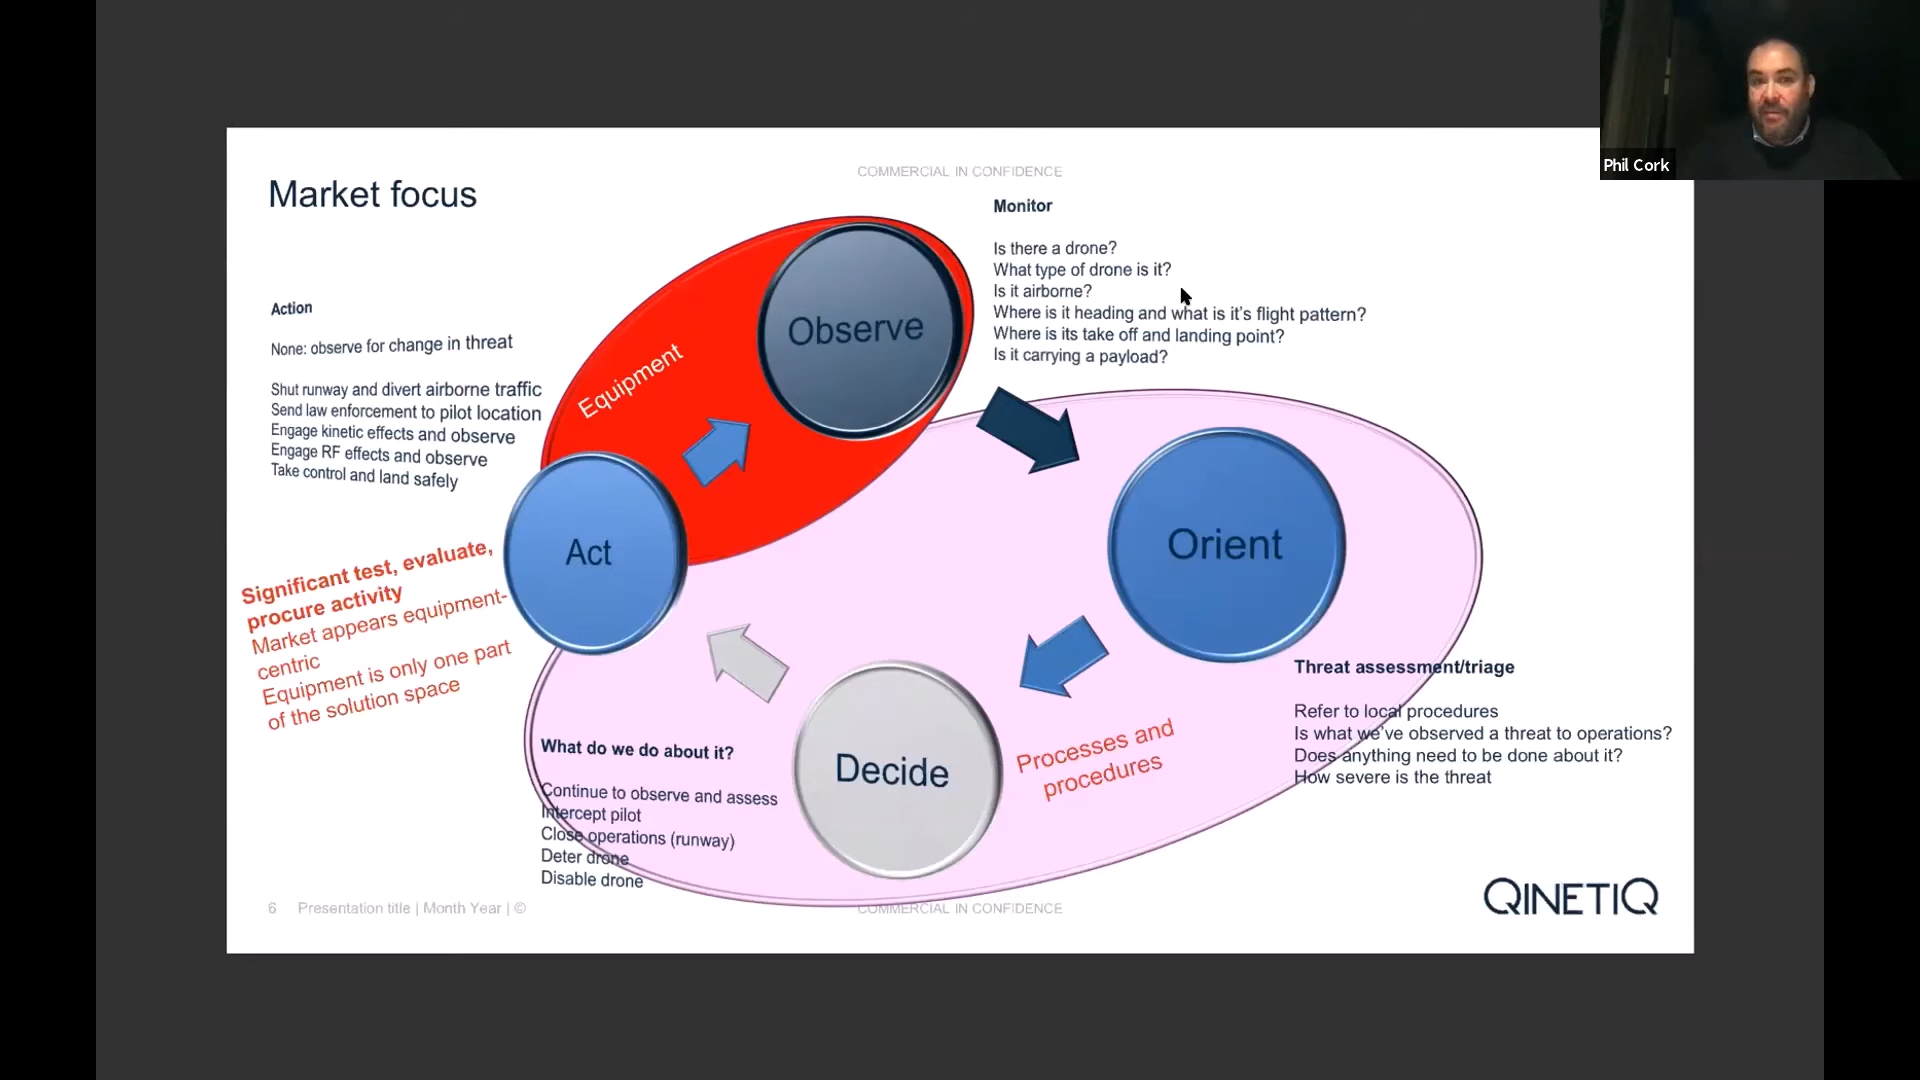 Phil Cork
COMMERCIAL IN CONFIDENCE
Market focus
Monitor
Is there a drone?
What type of drone is it?
Is it airborne?
Where is it heading and what is it's flight pattern?
Where is its take off and landing point?
Is it carrying a payload?
Observe
Equipment
Action
None: observe for change in threat
Shut runway and divert airborne traffic
Send law enforcement to pilot location
Engage kinetic effects and observe
Engage RF effects and observe
Take control and land safely
Act
Orient
Significant test, evaluate,
procure activity
Market appears equipment-
centric
Equipment is only one part
of the solution space
Threat assessment/triage
Refer to local procedures
Is what we've observed a threat to operations?
Does anything need to be done about it?
How severe is the threat
Decide
Processes and
procedures
What do we do about it?
Continue to observe and assess
Intercept pilot
Close operations (runway)
Deter drone
Disable drone
6 Presentation title | Month Year | ©
COMMERCIAL IN CONFIDENCE
QINETIQ